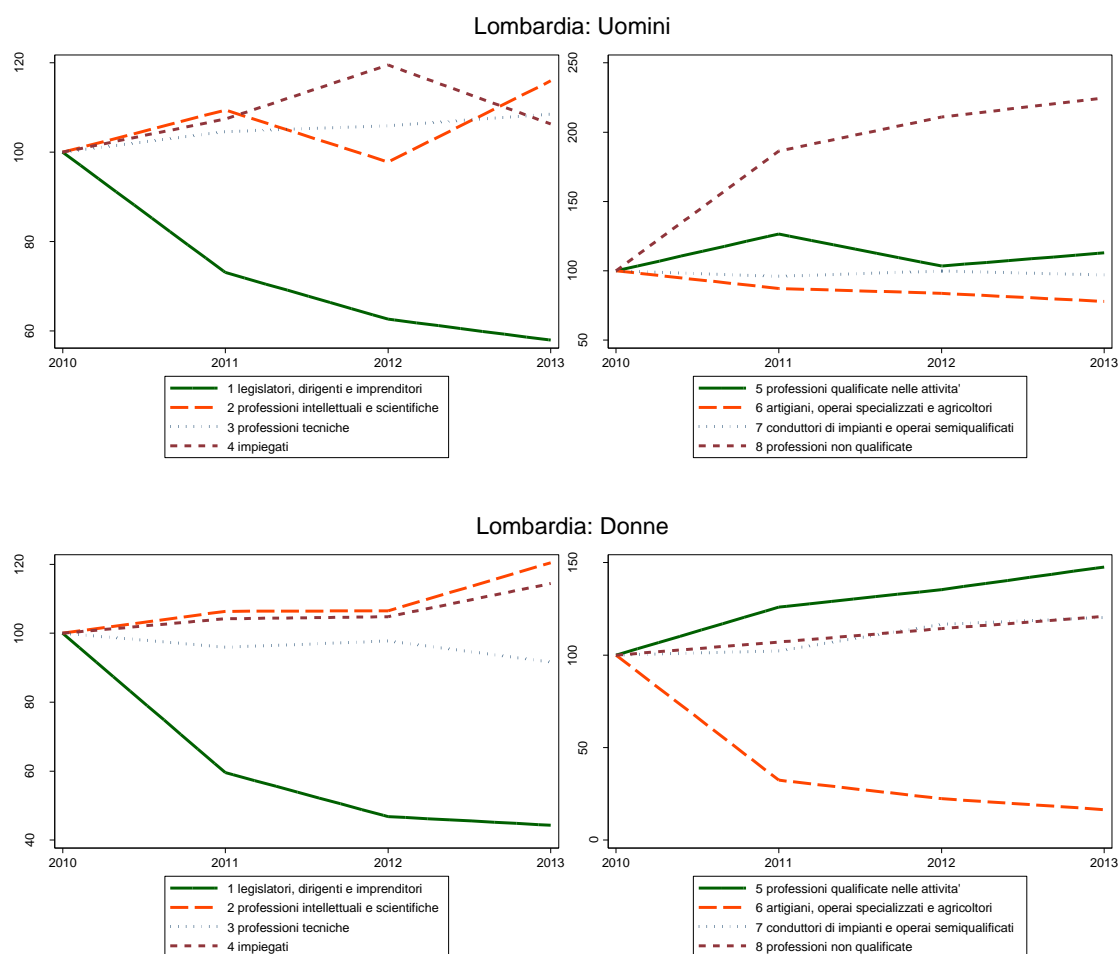 Lombardia: Uomini
120
100
80
60
2010
2011
2012
2013
1 legislatori, dirigenti e imprenditori
2 professioni intellettuali e scientifiche
3 professioni tecniche
4 impiegati
250
200
150
100
50
2010
2011
2012
2013
5 professioni qualificate nelle attivita'
6 artigiani, operai specializzati e agricoltori
7 conduttori di impianti e operai semiqualificati
8 professioni non qualificate
Lombardia: Donne
120
100
80
60
40
2010
2011
2012
2013
1 legislatori, dirigenti e imprenditori
2 professioni intellettuali e scientifiche
3 professioni tecniche
4 impiegati
150
100
50
0
2010
2011
2012
2013
5 professioni qualificate nelle attivita'
6 artigiani, operai specializzati e agricoltori
7 conduttori di impianti e operai semiqualificati
8 professioni non qualificate